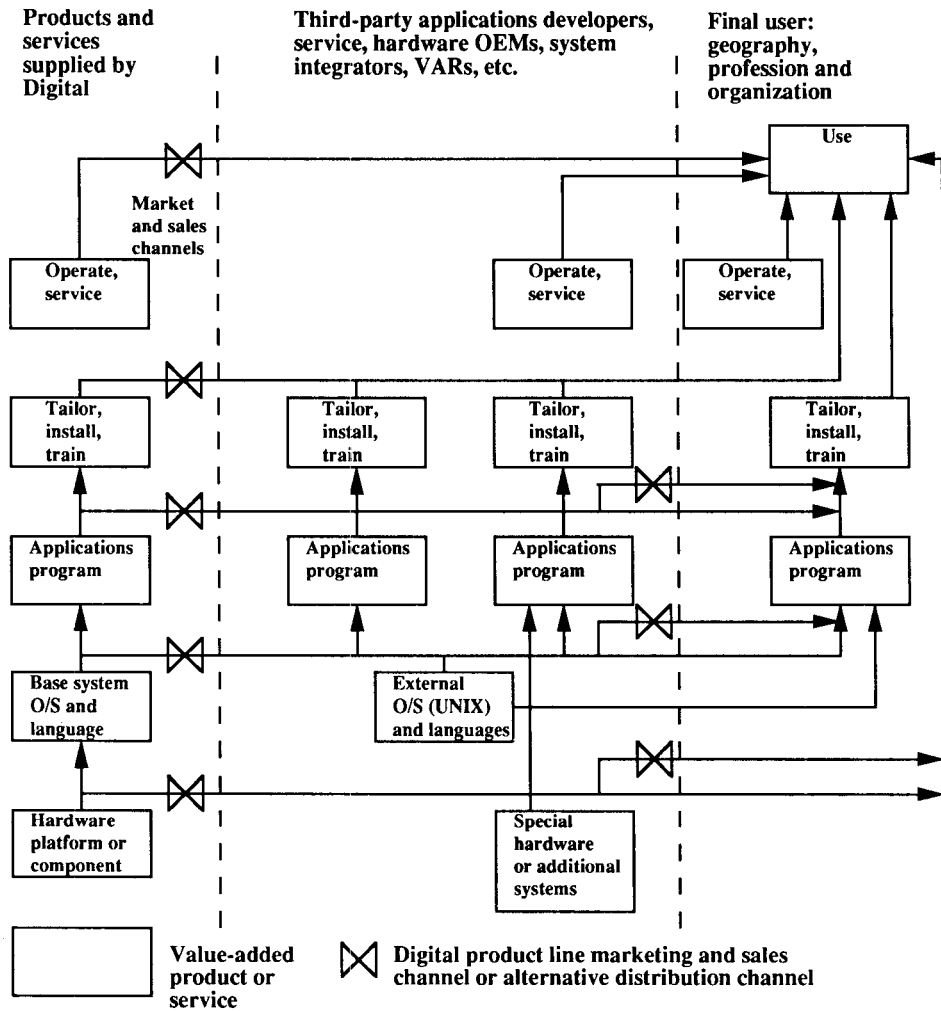 Products and
services
supplied by
Digital
Third-party applications developers,
service, hardware OEMs, system
integrators, VARs, etc.
Final user:
geography,
profession and
organization
Use
Market
and sales
channels
Operate,
service
Operate,
service
Operate,
service
Tailor,
install,
train
Tailor,
install,
train
Tailor,
install,
train
Tailor,
install,
train
Applications
program
Applications
program
Applications
program
Applications
program
Base system
O/S and
language
External
O/S (UNIX)
and languages
Hardware
platform or
component
Special
hardware
or additional
systems
Value-added
product or
service
Digital product line marketing and sales
channel or alternative distribution channel